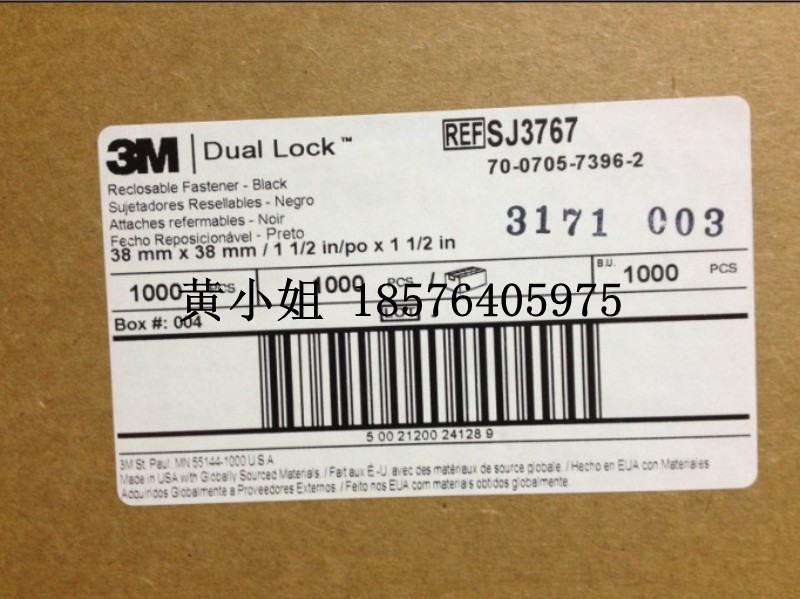 3M Dual Lock™
REF SJ3767
70-0705-7396-2
Reclosable Fastener - Black
Sujetadores Resellables - Negro
Attaches refermables - Noir
Fecho Reposicionável - Preto
38 mm x 38 mm / 1 1/2 in/po x 1 1/2 in
3171 003
1000 PCS 1000 PCS / B.U. 1000 PCS
黄小姐 18576405975
Box #: 004
5 00 21200 24128 9
3M St. Paul, MN 55144-1000 U S A
Made in USA with Globally Sourced Materials. / Fait aux É.-U. avec des matériaux de source globale. / Hecho en EUA con Materiales
Adquiridos Globalmente a Proveedores Externos. / Feito nos EUA com materiais obtidos globalmente.